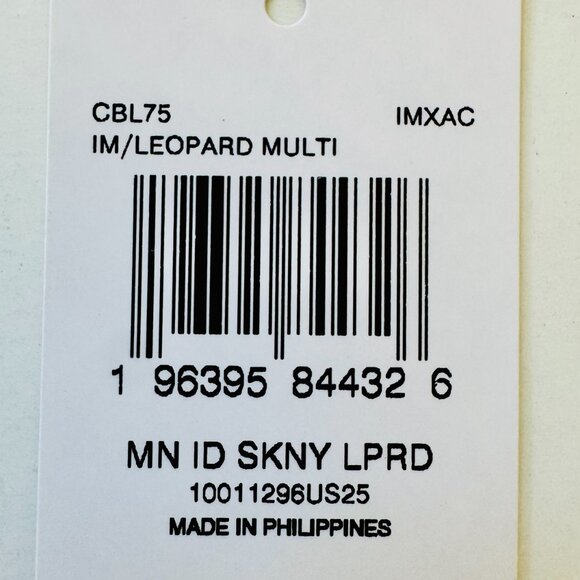 CBL75 IMXAC
IM/LEOPARD MULTI
1 96395 84432 6
MN ID SKNY LPRD
10011296US25
MADE IN PHILIPPINES